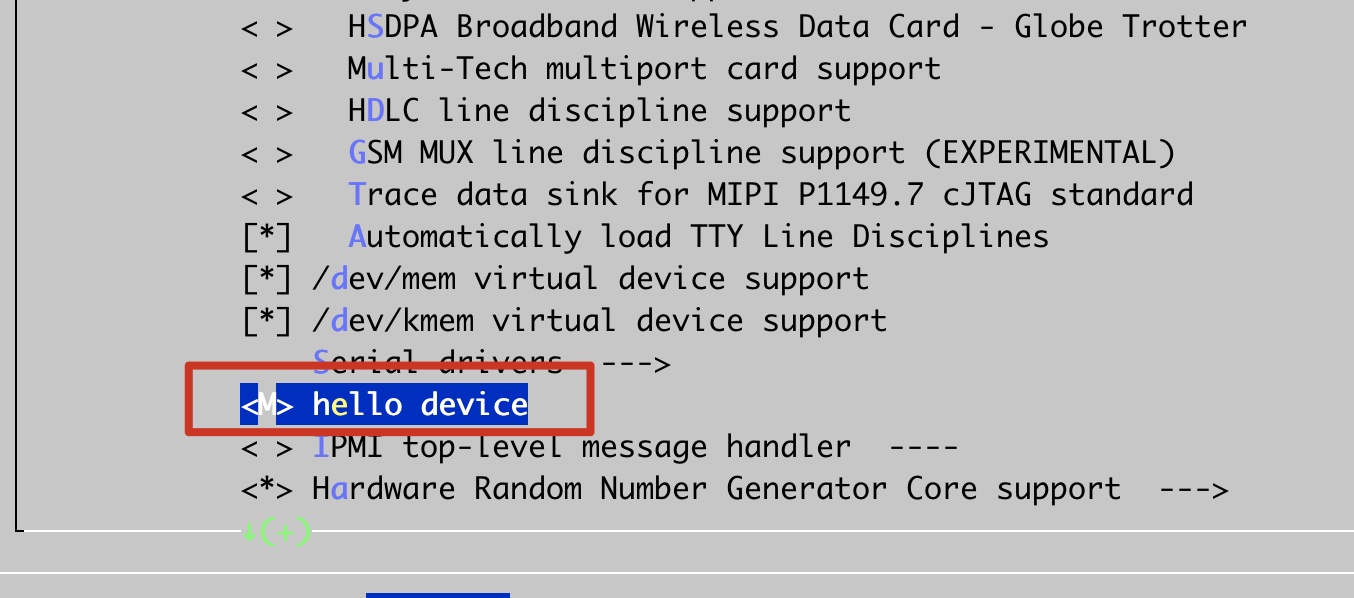 < > HSDPA Broadband Wireless Data Card - Globe Trotter
< > Multi-Tech multiport card support
< > HDLC line discipline support
< > GSM MUX line discipline support (EXPERIMENTAL)
< > Trace data sink for MIPI P1149.7 cJTAG standard
[*] Automatically load TTY Line Disciplines
[*] /dev/mem virtual device support
[*] /dev/kmem virtual device support
Serial drivers --->
<M> hello device
< > IPMI top-level message handler ----
<*> Hardware Random Number Generator Core support --->
↓(+)